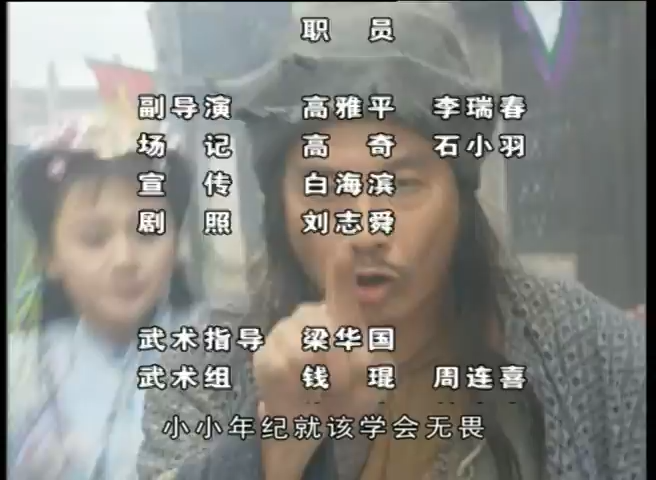 职 员
副导演 高雅平 李瑞春
场 记 高 奇 石小羽
宣 传 白海滨
剧 照 刘志舜
武术指导 梁华国
武术组 钱 琨 周连喜
小小年纪就该学会无畏